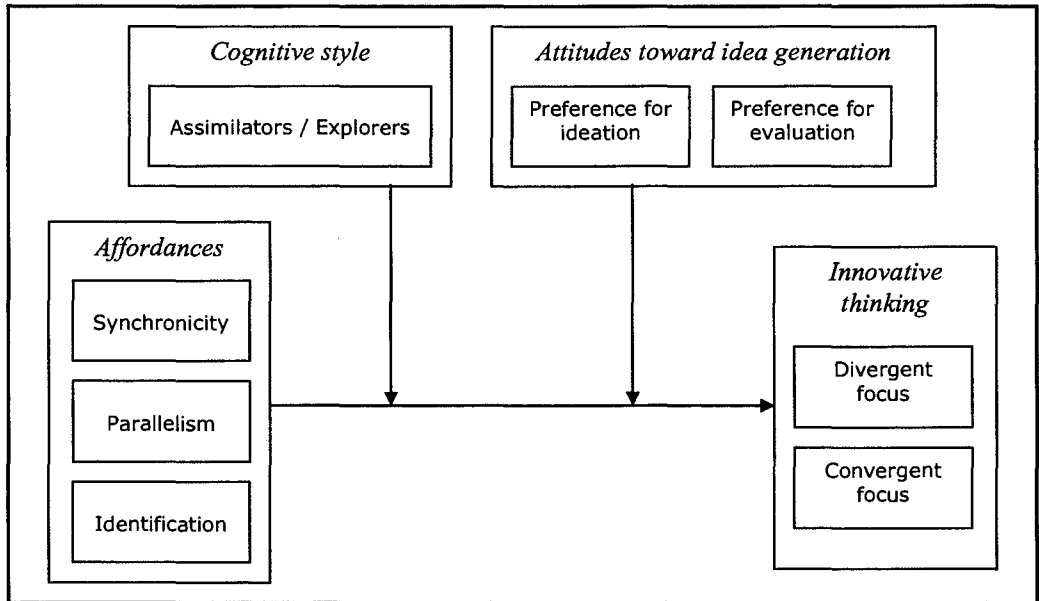 Cognitive style
Assimilators / Explorers
Attitudes toward idea generation
Preference for
ideation
Preference for
evaluation
Affordances
Synchronicity
Parallelism
Identification
Innovative
thinking
Divergent
focus
Convergent
focus